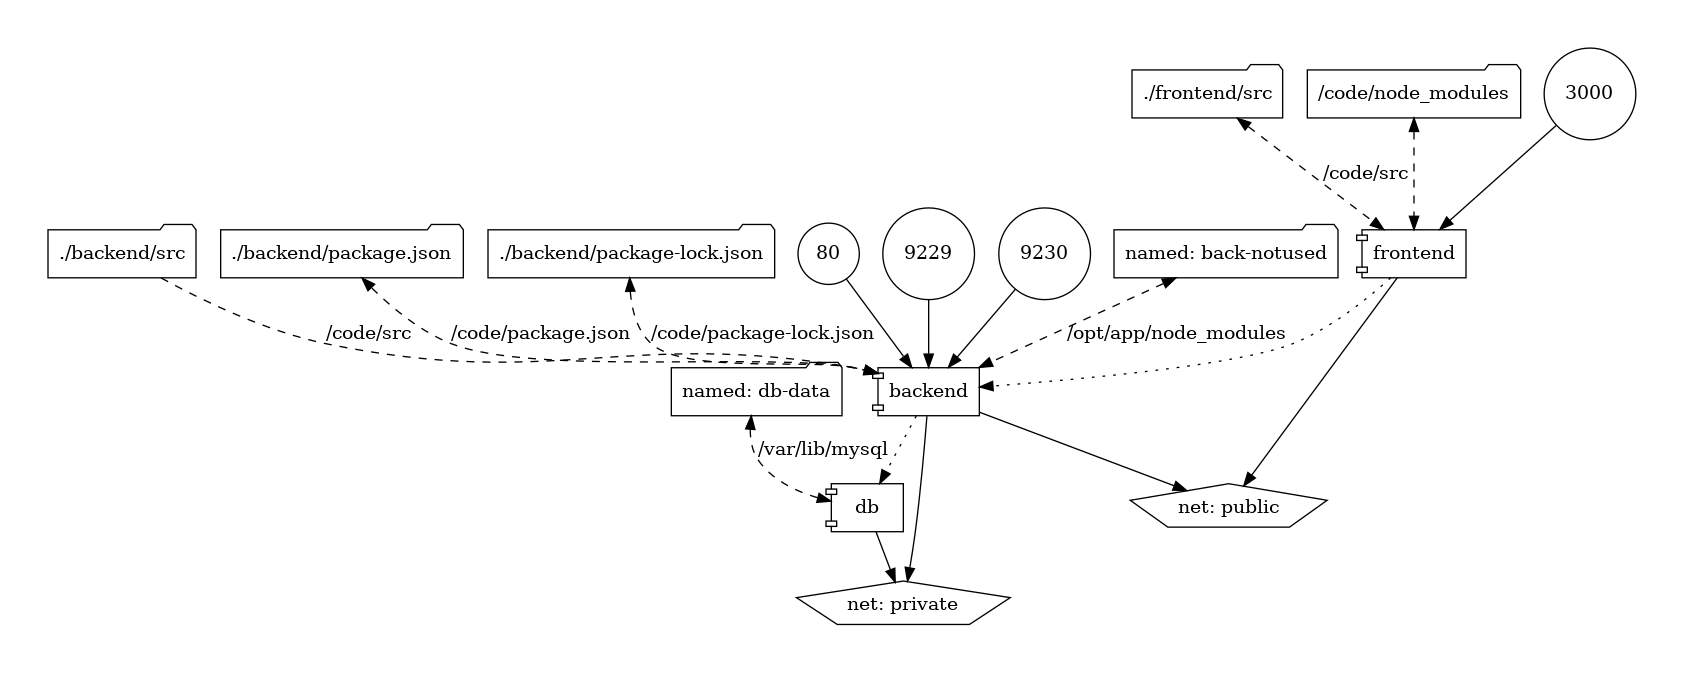 ./frontend/src
/code/node_modules
3000
/code/src
./backend/src
./backend/package.json
./backend/package-lock.json
80
9229
9230
named: back-notused
frontend
/code/src
/code/package.json
/code/package-lock.json
/opt/app/node_modules
named: db-data
backend
/var/lib/mysql
db
net: public
net: private